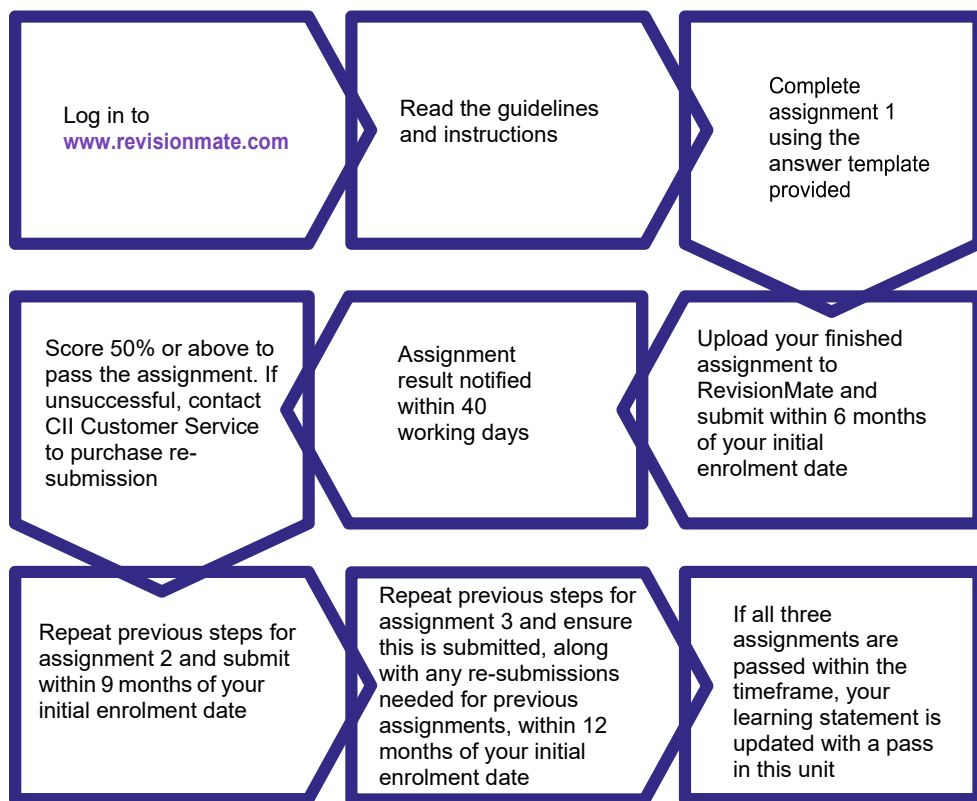 Log in to
www.revisionmate.com
Read the guidelines
and instructions
Complete
assignment 1
using the
answer template
provided
Upload your finished
assignment to
RevisionMate and
submit within 6 months
of your initial
enrolment date
Assignment
result notified
within 40
working days
Score 50% or above to
pass the assignment. If
unsuccessful, contact
CII Customer Service
to purchase re-
submission
Repeat previous steps for
assignment 2 and submit
within 9 months of your
initial enrolment date
Repeat previous steps for
assignment 3 and ensure
this is submitted, along
with any re-submissions
needed for previous
assignments, within 12
months of your initial
enrolment date
If all three
assignments are
passed within the
timeframe, your
learning statement is
updated with a pass
in this unit